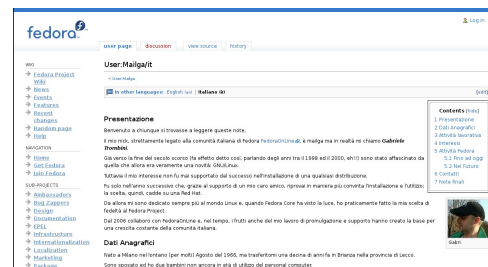 Log in
fedora
user page
discussion
view source
history
WIKI
Fedora Project
Wiki
News
Events
Features
Recent
changes
Random page
Help
NAVIGATION
Home
Get Fedora
Join Fedora
SUB-PROJECTS
Ambassadors
Bug Zappers
Design
Documentation
EPEL
Infrastructure
Internationalization
Localization
Marketing
Package
User:Mailga/it
< User:Mailga
In other languages: English (en) | Italiano (it)
[edit]
Contents [hide]
1 Presentazione
2 Dati Anagrafici
3 Attività lavorativa
4 Interessi
5 Attività Fedora
5.1 Fino ad oggi
5.2 Nel Futuro
6 Contatti
7 Note finali
Presentazione
Benvenuto a chiunque si trovasse a leggere queste note.
Il mio nick, strettamente legato alla comunità italiana di Fedora FedoraOnLine, è mailga ma in realtà mi chiamo Gabriele
Trombini.
Già verso la fine del secolo scorso (fa effetto detto così, parlando degli anni tra il 1998 ed il 2000, eh!!) sono stato affascinato da
quella che allora era veramente una novità: GNU/Linux.
Tuttavia il mio interesse non fu mai supportato dal successo nell'installazione di una qualsiasi distribuzione.
Fu solo nell'anno successivo che, grazie al supporto di un mio caro amico, riprovai in maniera più convinta l'installazione e l'utilizzo:
la scelta, quindi, cadde su una Red Hat.
Da allora mi sono dedicato sempre più al mondo Linux e, quando Fedora Core ha visto la luce, ho praticamente fatto la mia scelta di
fedeltà al Fedora Project.
Dal 2006 collaboro con FedoraOnLine e, nel tempo, i frutti anche del mio lavoro di promulgazione e supporto hanno creato la base per
una crescita costante della comunità italiana.
Gabri
Dati Anagrafici
Nato a Milano nel lontano (per molti) Agosto del 1966, ma trasferitomi una decina di anni fa in Brianza nella provincia di Lecco.
Sono sposato ed ho due bambini non ancora in età di utilizzo del personal computer.